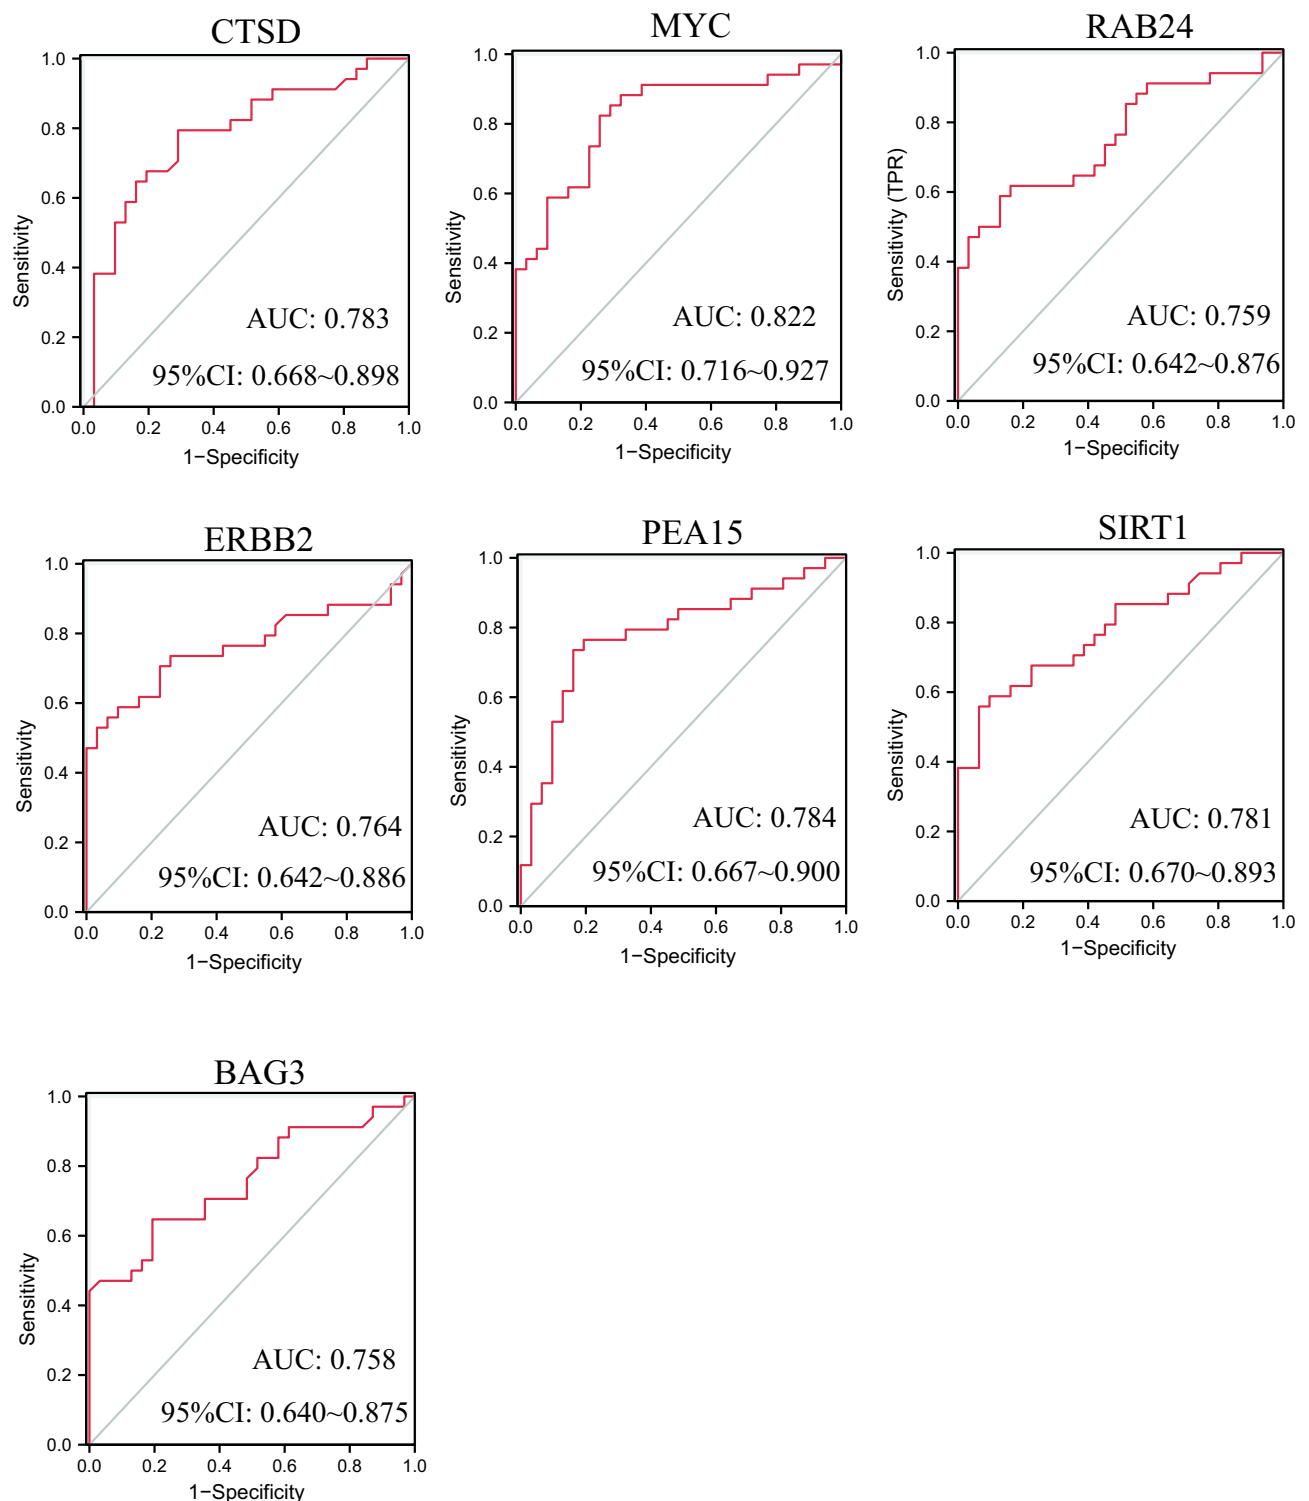 CTSD
1.0
0.8
0.6
0.4
0.2
0.0
Sensitivity
AUC: 0.783
95%CI: 0.668~0.898
0.0 0.2 0.4 0.6 0.8 1.0
1−Specificity
MYC
1.0
0.8
0.6
0.4
0.2
0.0
Sensitivity
AUC: 0.822
95%CI: 0.716~0.927
0.0 0.2 0.4 0.6 0.8 1.0
1−Specificity
RAB24
1.0
0.8
0.6
0.4
0.2
0.0
Sensitivity (TPR)
AUC: 0.759
95%CI: 0.642~0.876
0.0 0.2 0.4 0.6 0.8 1.0
1−Specificity
ERBB2
1.0
0.8
0.6
0.4
0.2
0.0
Sensitivity
AUC: 0.764
95%CI: 0.642~0.886
0.0 0.2 0.4 0.6 0.8 1.0
1−Specificity
PEA15
1.0
0.8
0.6
0.4
0.2
0.0
Sensitivity
AUC: 0.784
95%CI: 0.667~0.900
0.0 0.2 0.4 0.6 0.8 1.0
1−Specificity
SIRT1
1.0
0.8
0.6
0.4
0.2
0.0
Sensitivity
AUC: 0.781
95%CI: 0.670~0.893
0.0 0.2 0.4 0.6 0.8 1.0
1−Specificity
BAG3
1.0
0.8
0.6
0.4
0.2
0.0
Sensitivity
AUC: 0.758
95%CI: 0.640~0.875
0.0 0.2 0.4 0.6 0.8 1.0
1−Specificity